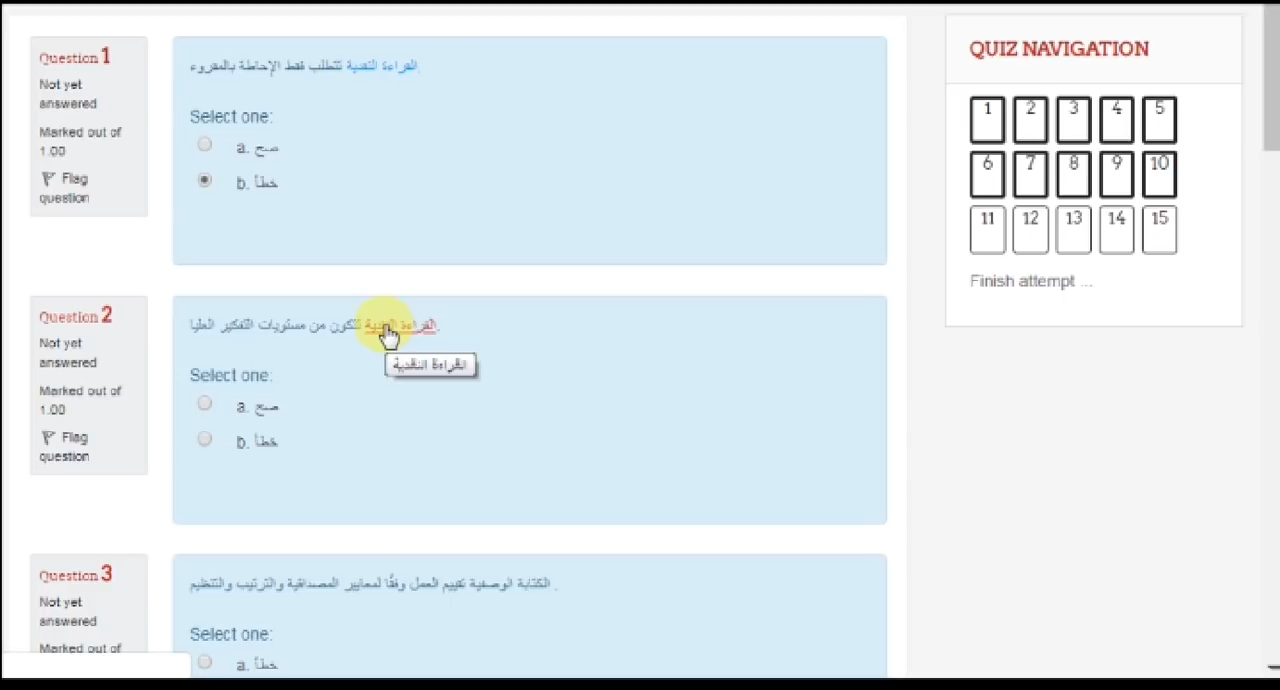 Question 1
Not yet
answered
Marked out of
1.00
Flag
question
القراءة النقدية تتطلب فقط الإحاطة بالمقروء.
Select one:
a. صح
b. خطأ
Question 2
Not yet
answered
Marked out of
1.00
Flag
question
القراءة النقدية تتكون من مستويات التفكير العليا.
القراءة النقدية
Select one:
a. صح
b. خطأ
Question 3
Not yet
answered
Marked out of
الكتابة الوصفية تقييم العمل وفقًا لمعايير المصداقية والترتيب والتنظيم .
Select one:
a. خطأ
QUIZ NAVIGATION
1 2 3 4 5
6 7 8 9 10
11 12 13 14 15
Finish attempt ...